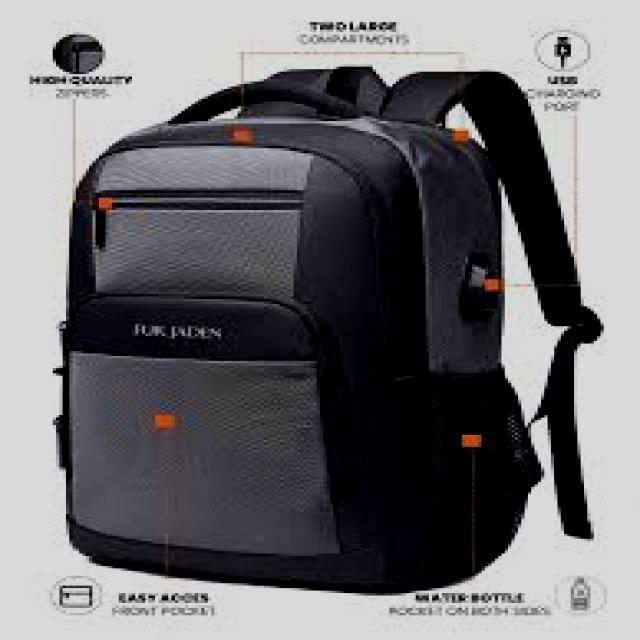 TWO LARGE
COMPARTMENTS
HIGH QUALITY
ZIPPERS
USB
CHARGING
PORT
FUR JADEN
EASY ACCES
FRONT POCKET
WATER BOTTLE
POCKET ON BOTH SIDES